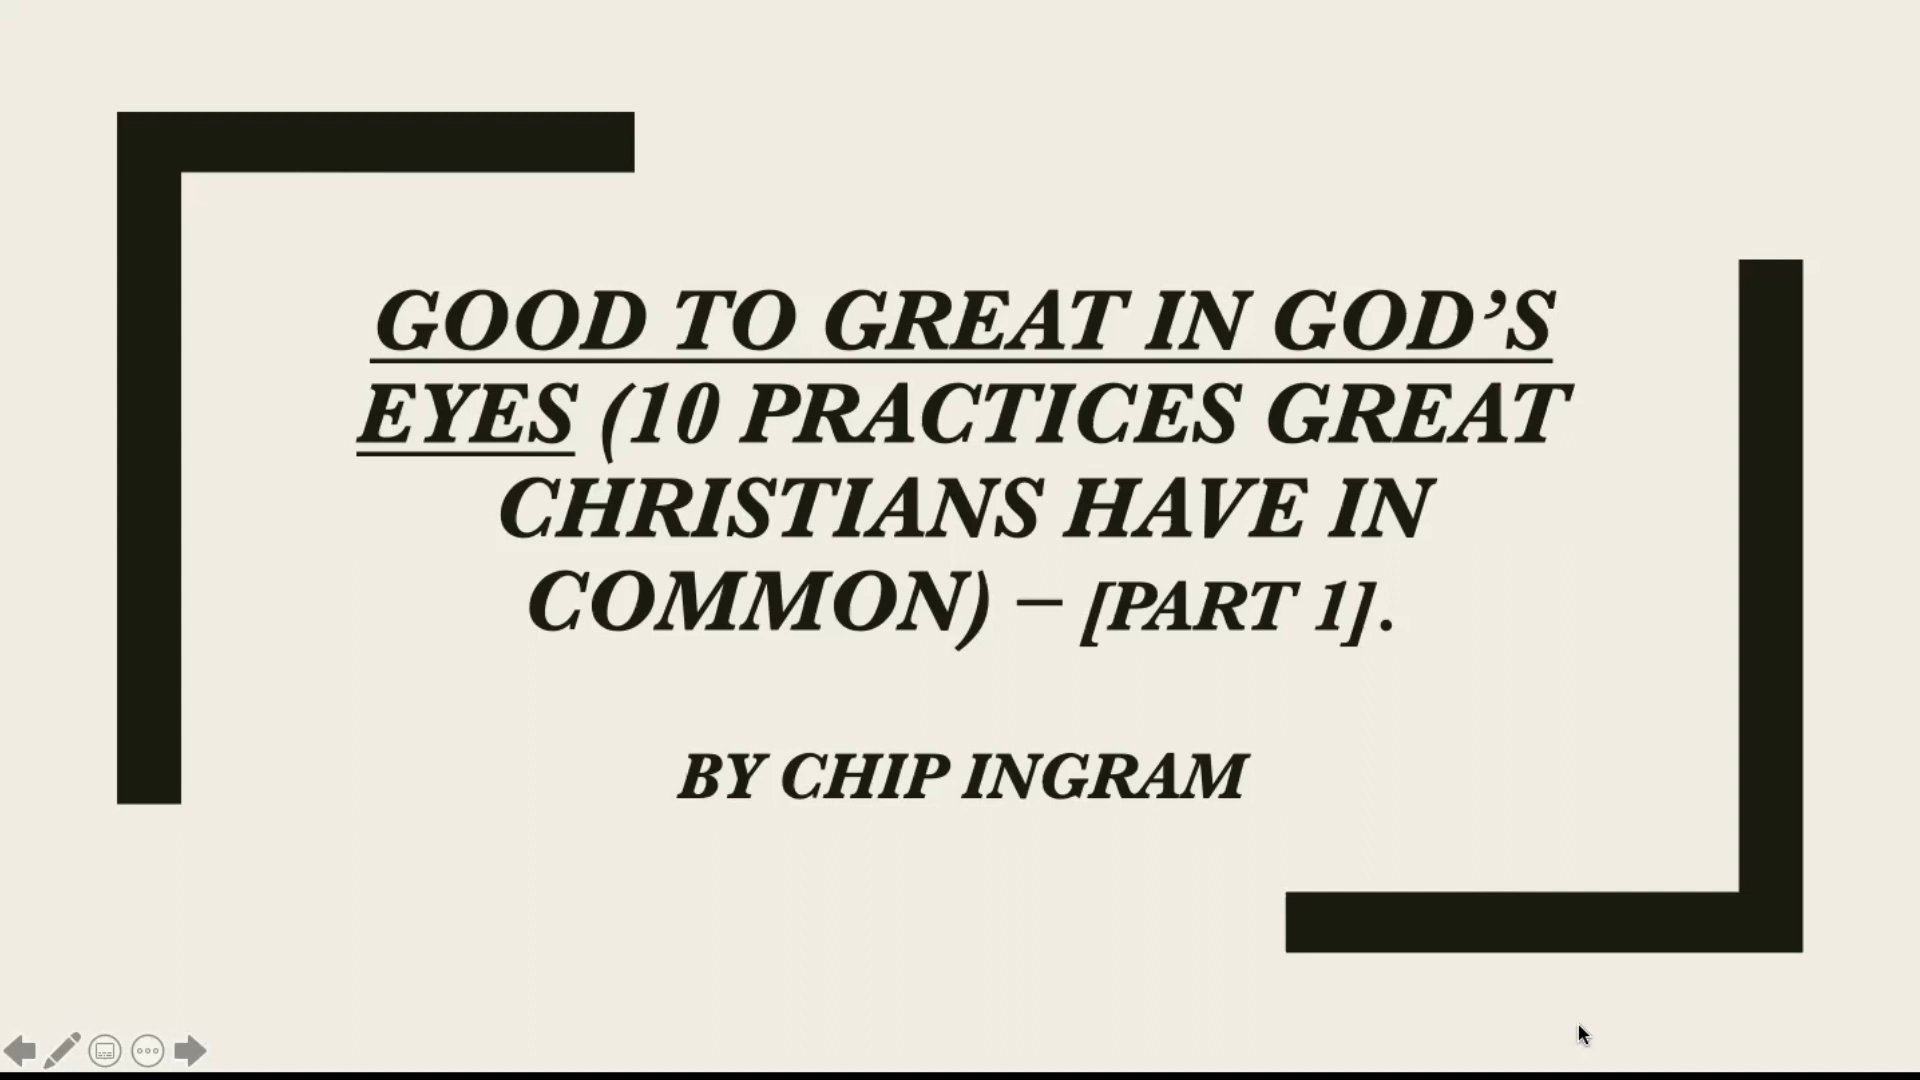 GOOD TO GREAT IN GOD’S
EYES (10 PRACTICES GREAT
CHRISTIANS HAVE IN
COMMON) – [PART 1].
BY CHIP INGRAM